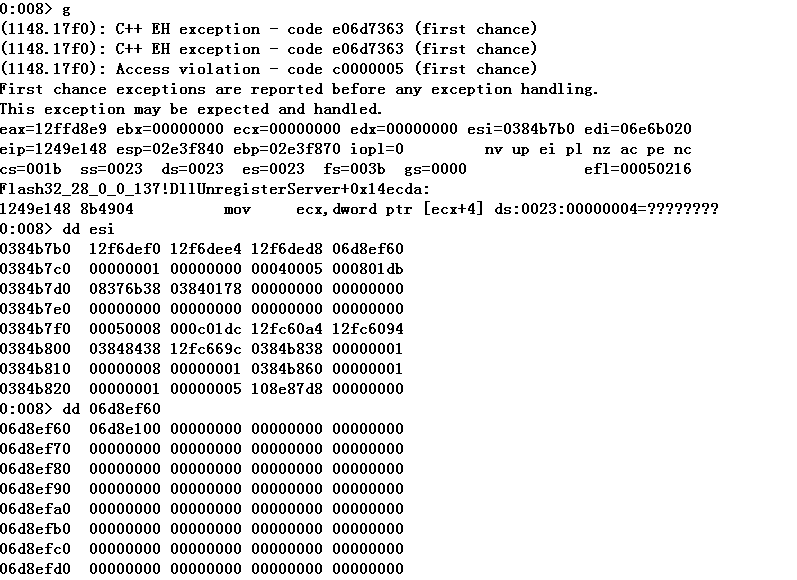 0:008> g
(1148.17f0): C++ EH exception - code e06d7363 (first chance)
(1148.17f0): C++ EH exception - code e06d7363 (first chance)
(1148.17f0): Access violation - code c0000005 (first chance)
First chance exceptions are reported before any exception handling.
This exception may be expected and handled.
eax=12ffd8e9 ebx=00000000 ecx=00000000 edx=00000000 esi=0384b7b0 edi=06e6b020
eip=1249e148 esp=02e3f840 ebp=02e3f870 iopl=0         nv up ei pl nz ac pe nc
cs=001b  ss=0023  ds=0023  es=0023  fs=003b  gs=0000             efl=00050216
Flash32_28_0_0_137!DllUnregisterServer+0x14ecda:
1249e148 8b4904          mov     ecx,dword ptr [ecx+4] ds:0023:00000004=????????
0:008> dd esi
0384b7b0  12f6def0 12f6dee4 12f6ded8 06d8ef60
0384b7c0  00000001 00000000 00040005 000801db
0384b7d0  08376b38 03840178 00000000 00000000
0384b7e0  00000000 00000000 00000000 00000000
0384b7f0  00050008 000c01dc 12fc60a4 12fc6094
0384b800  03848438 12fc669c 0384b838 00000001
0384b810  00000008 00000001 0384b860 00000001
0384b820  00000001 00000005 108e87d8 00000000
0:008> dd 06d8ef60
06d8ef60  06d8e100 00000000 00000000 00000000
06d8ef70  00000000 00000000 00000000 00000000
06d8ef80  00000000 00000000 00000000 00000000
06d8ef90  00000000 00000000 00000000 00000000
06d8efa0  00000000 00000000 00000000 00000000
06d8efb0  00000000 00000000 00000000 00000000
06d8efc0  00000000 00000000 00000000 00000000
06d8efd0  00000000 00000000 00000000 00000000